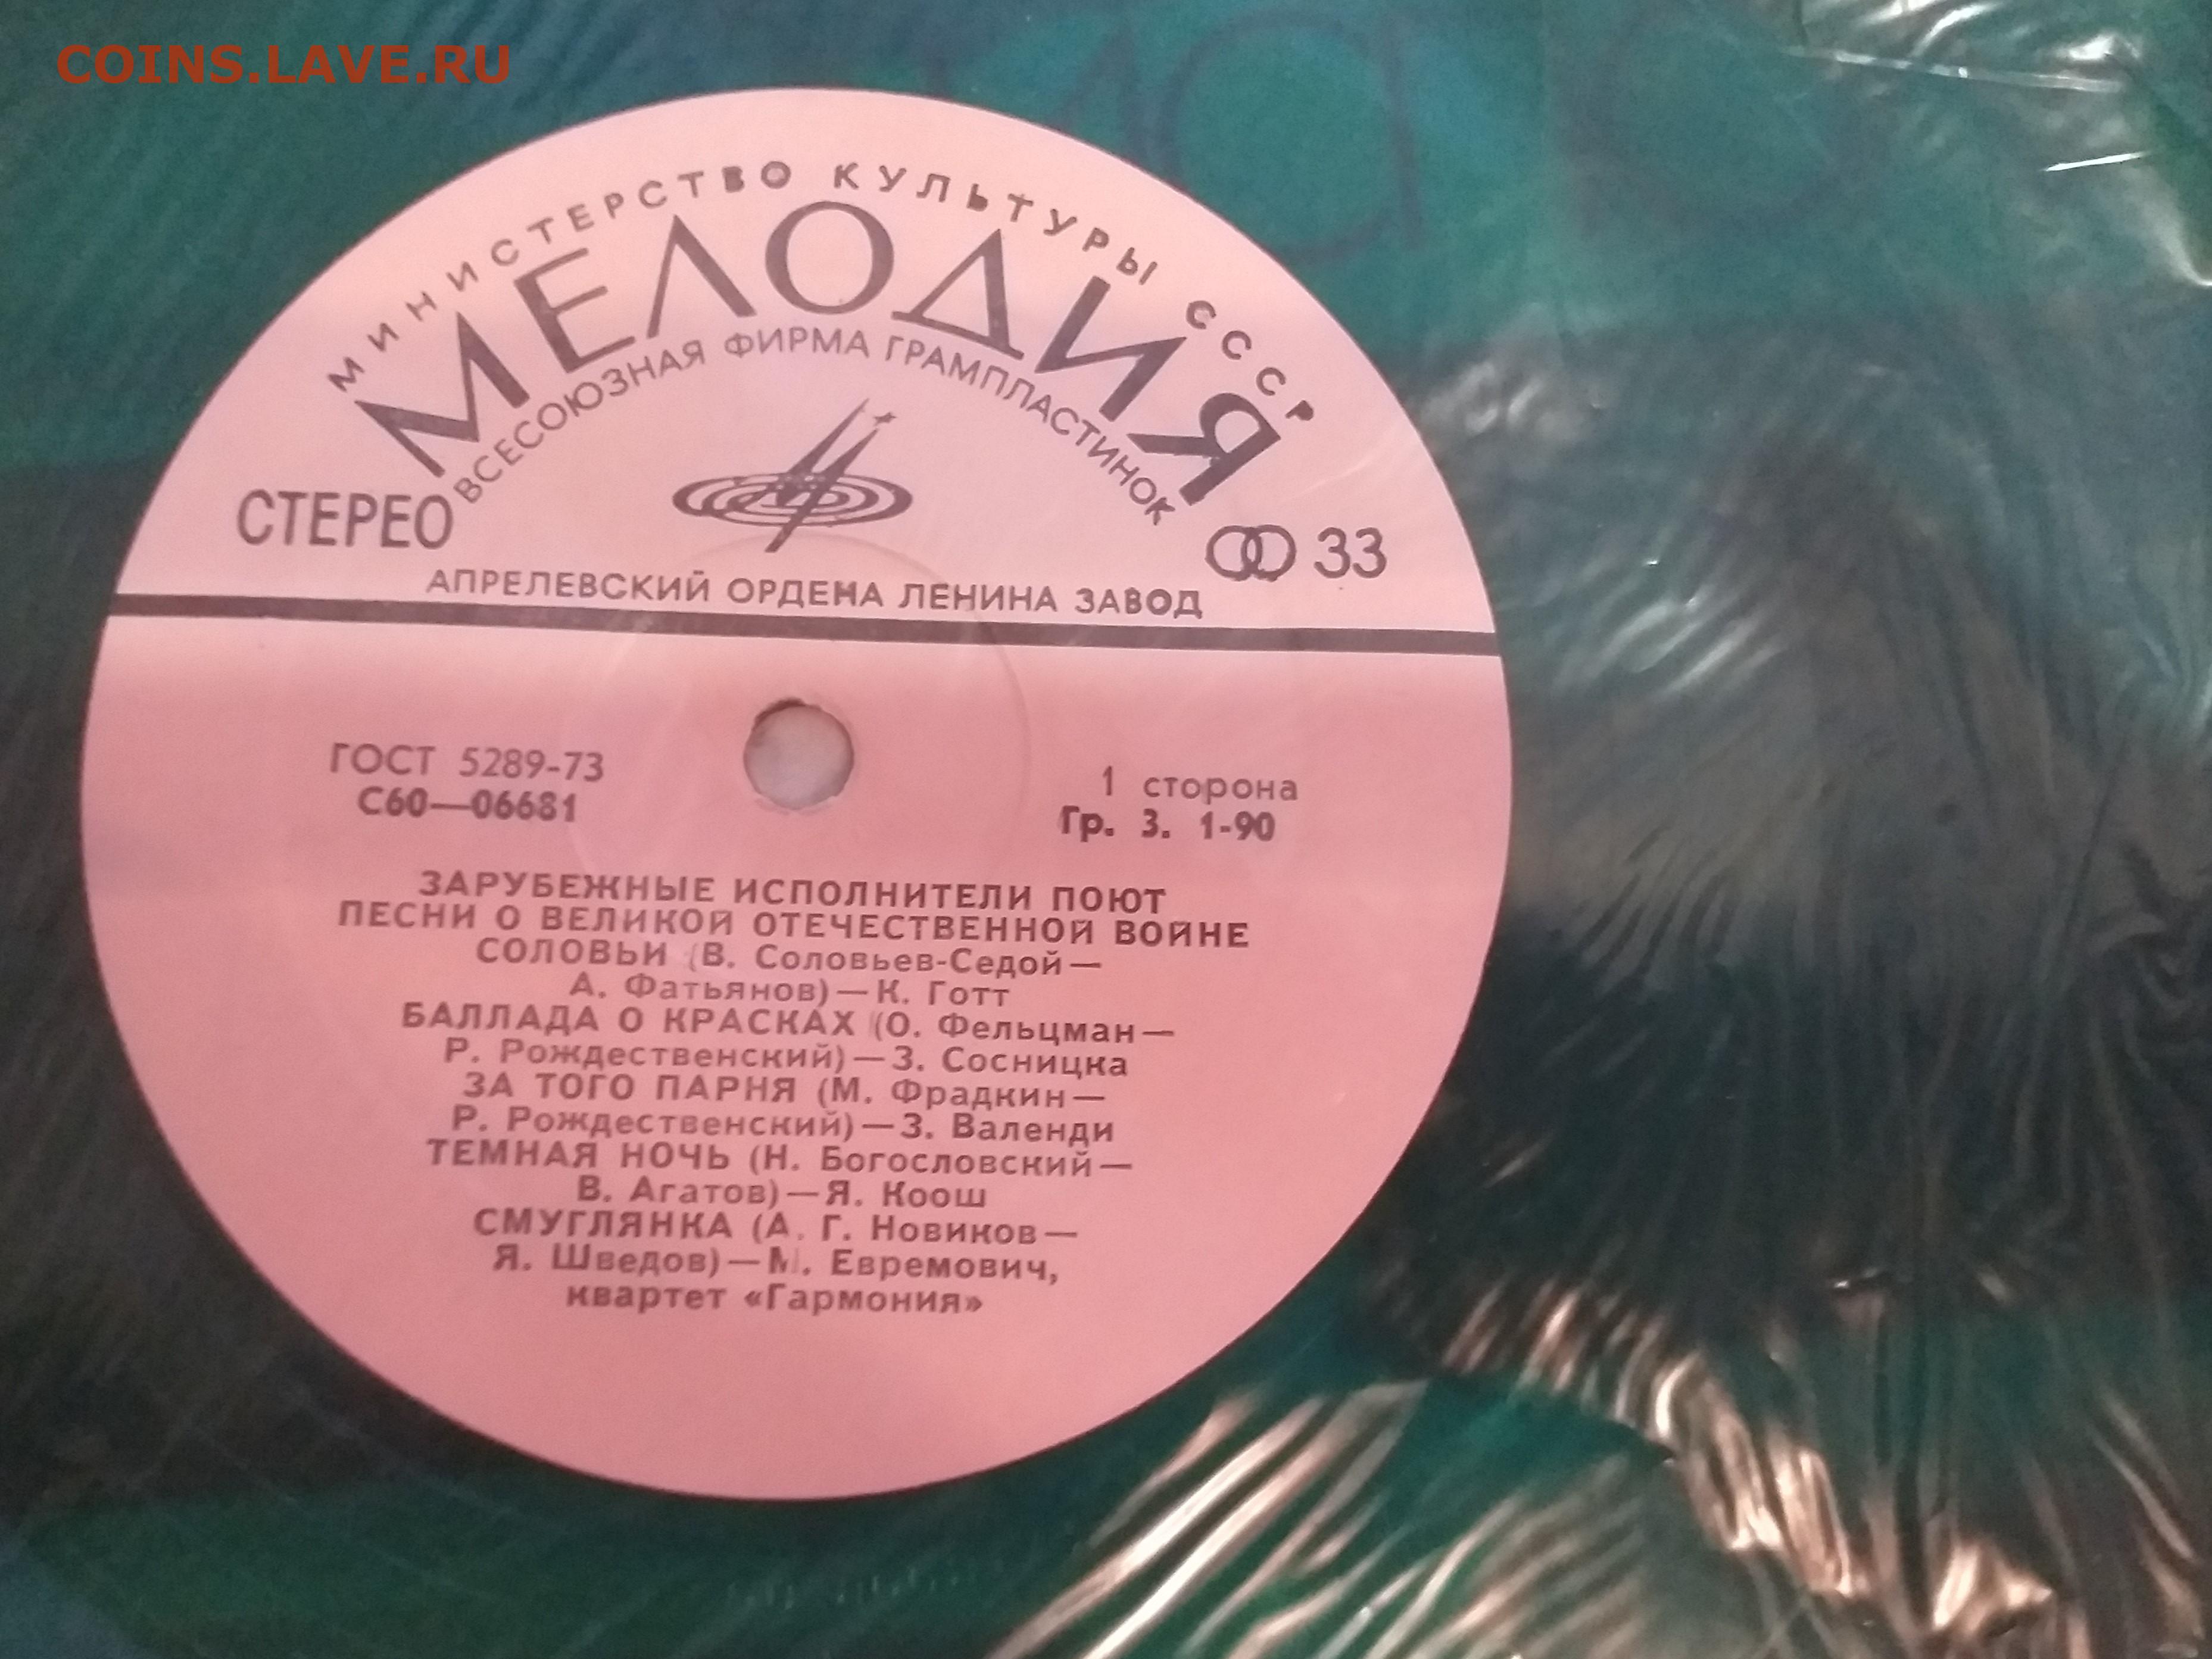 COINS.LAVE.RU
МИНИСТЕРСТВО КУЛЬТУРЫ СССР
МЕЛОДИЯ
ВСЕСОЮЗНАЯ ФИРМА ГРАМПЛАСТИНОК
СТЕРЕО
33
АПРЕЛЕВСКИЙ ОРДЕНА ЛЕНИНА ЗАВОД
ГОСТ 5289-73
С60—06681
1 сторона
Гр. 3. 1-90
ЗАРУБЕЖНЫЕ ИСПОЛНИТЕЛИ ПОЮТ
ПЕСНИ О ВЕЛИКОЙ ОТЕЧЕСТВЕННОЙ ВОЙНЕ
СОЛОВЬИ (В. Соловьев-Седой—
А. Фатьянов)—К. Готт
БАЛЛАДА О КРАСКАХ (О. Фельцман—
Р. Рождественский)—З. Сосницка
ЗА ТОГО ПАРНЯ (М. Фрадкин—
Р. Рождественский)—З. Валенди
ТЕМНАЯ НОЧЬ (Н. Богословский—
В. Агатов)—Я. Коош
СМУГЛЯНКА (А. Г. Новиков—
Я. Шведов)—М. Евремович,
квартет «Гармония»